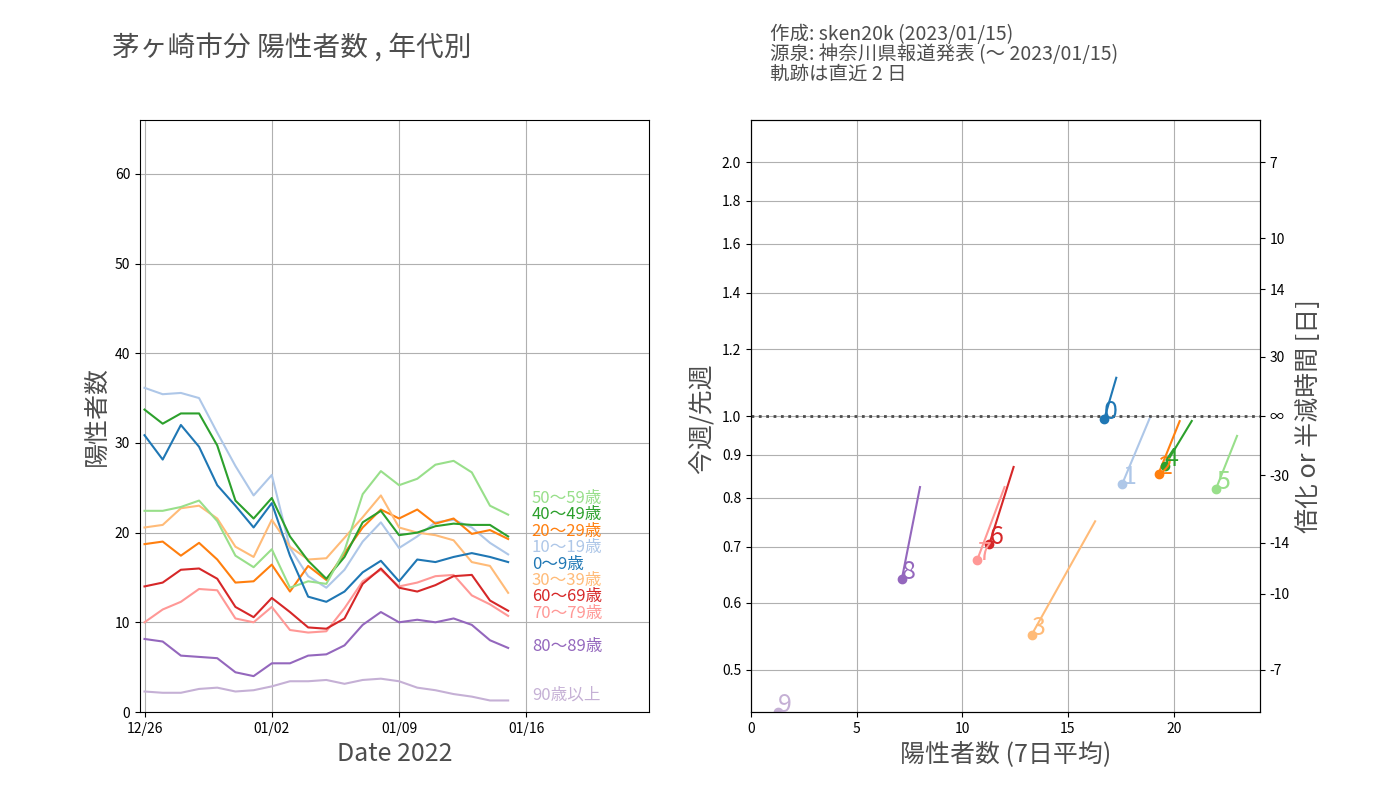 茅ヶ崎市分 陽性者数 , 年代別
作成: sken20k (2023/01/15)
源泉: 神奈川県報道発表 (～ 2023/01/15)
軌跡は直近 2 日
陽性者数
60
50
40
30
20
10
0
12/26
01/02
01/09
01/16
Date 2022
50～59歳
40～49歳
20～29歳
10～19歳
0～9歳
30～39歳
60～69歳
70～79歳
80～89歳
90歳以上
今週/先週
2.0
1.8
1.6
1.4
1.2
1.0
0.9
0.8
0.7
0.6
0.5
0
5
10
15
20
陽性者数 (7日平均)
7
10
14
30
∞
-30
-14
-10
-7
倍化 or 半減時間 [日]
0
1
2
4
5
6
7
8
3
9